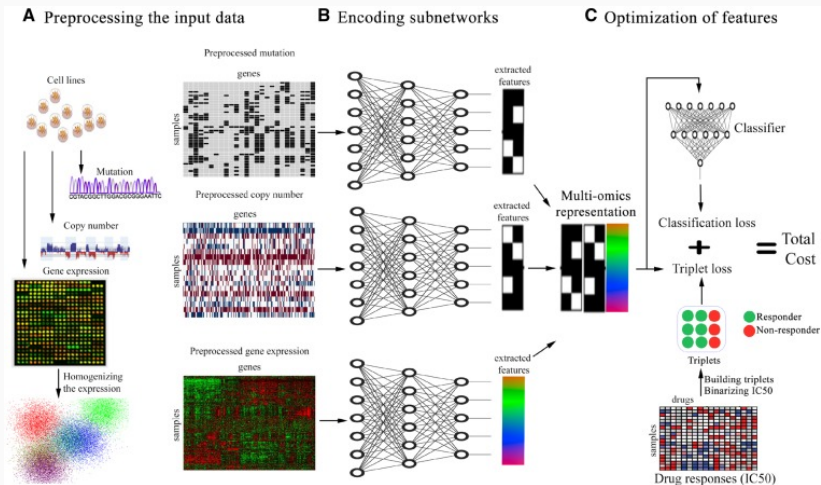 A Preprocessing the input data
B Encoding subnetworks
C Optimization of features
Cell lines
Mutation
CGTACGGCTTGGACGCGGGAATTC
Copy number
Gene expression
Homogenizing
the expression
Preprocessed mutation
genes
samples
Preprocessed copy number
genes
samples
Preprocessed gene expression
genes
samples
extracted
features
extracted
features
extracted
features
Multi-omics
representation
Classifier
Classification loss
+
Triplet loss
=
Total
Cost
Responder
Non-responder
Triplets
Building triplets
Binarizing IC50
drugs
samples
Drug responses (IC50)